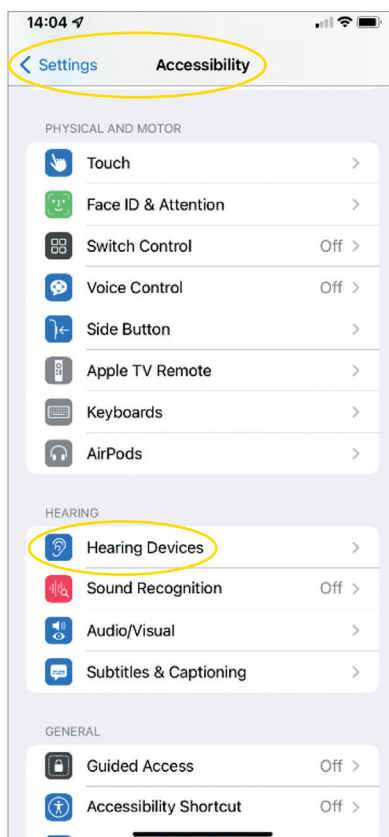 14:04
Settings Accessibility
PHYSICAL AND MOTOR
Touch
Face ID & Attention
Switch Control Off
Voice Control Off
Side Button
Apple TV Remote
Keyboards
AirPods
HEARING
Hearing Devices
Sound Recognition Off
Audio/Visual
Subtitles & Captioning
GENERAL
Guided Access Off
Accessibility Shortcut Off